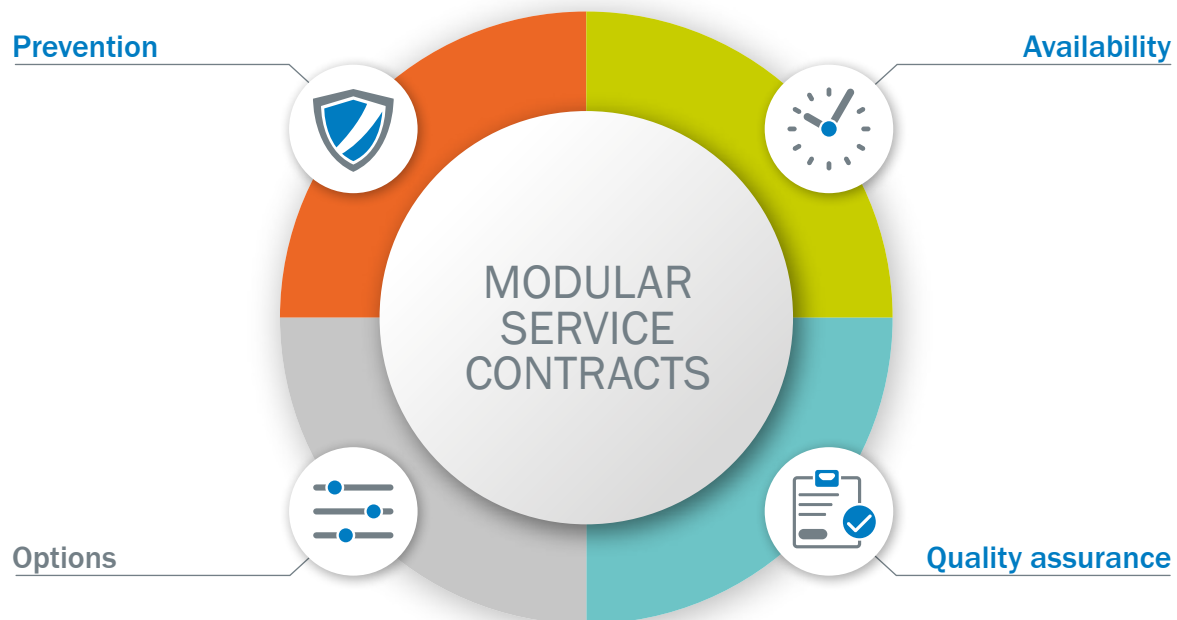 Prevention
Availability
MODULAR
SERVICE
CONTRACTS
Options
Quality assurance